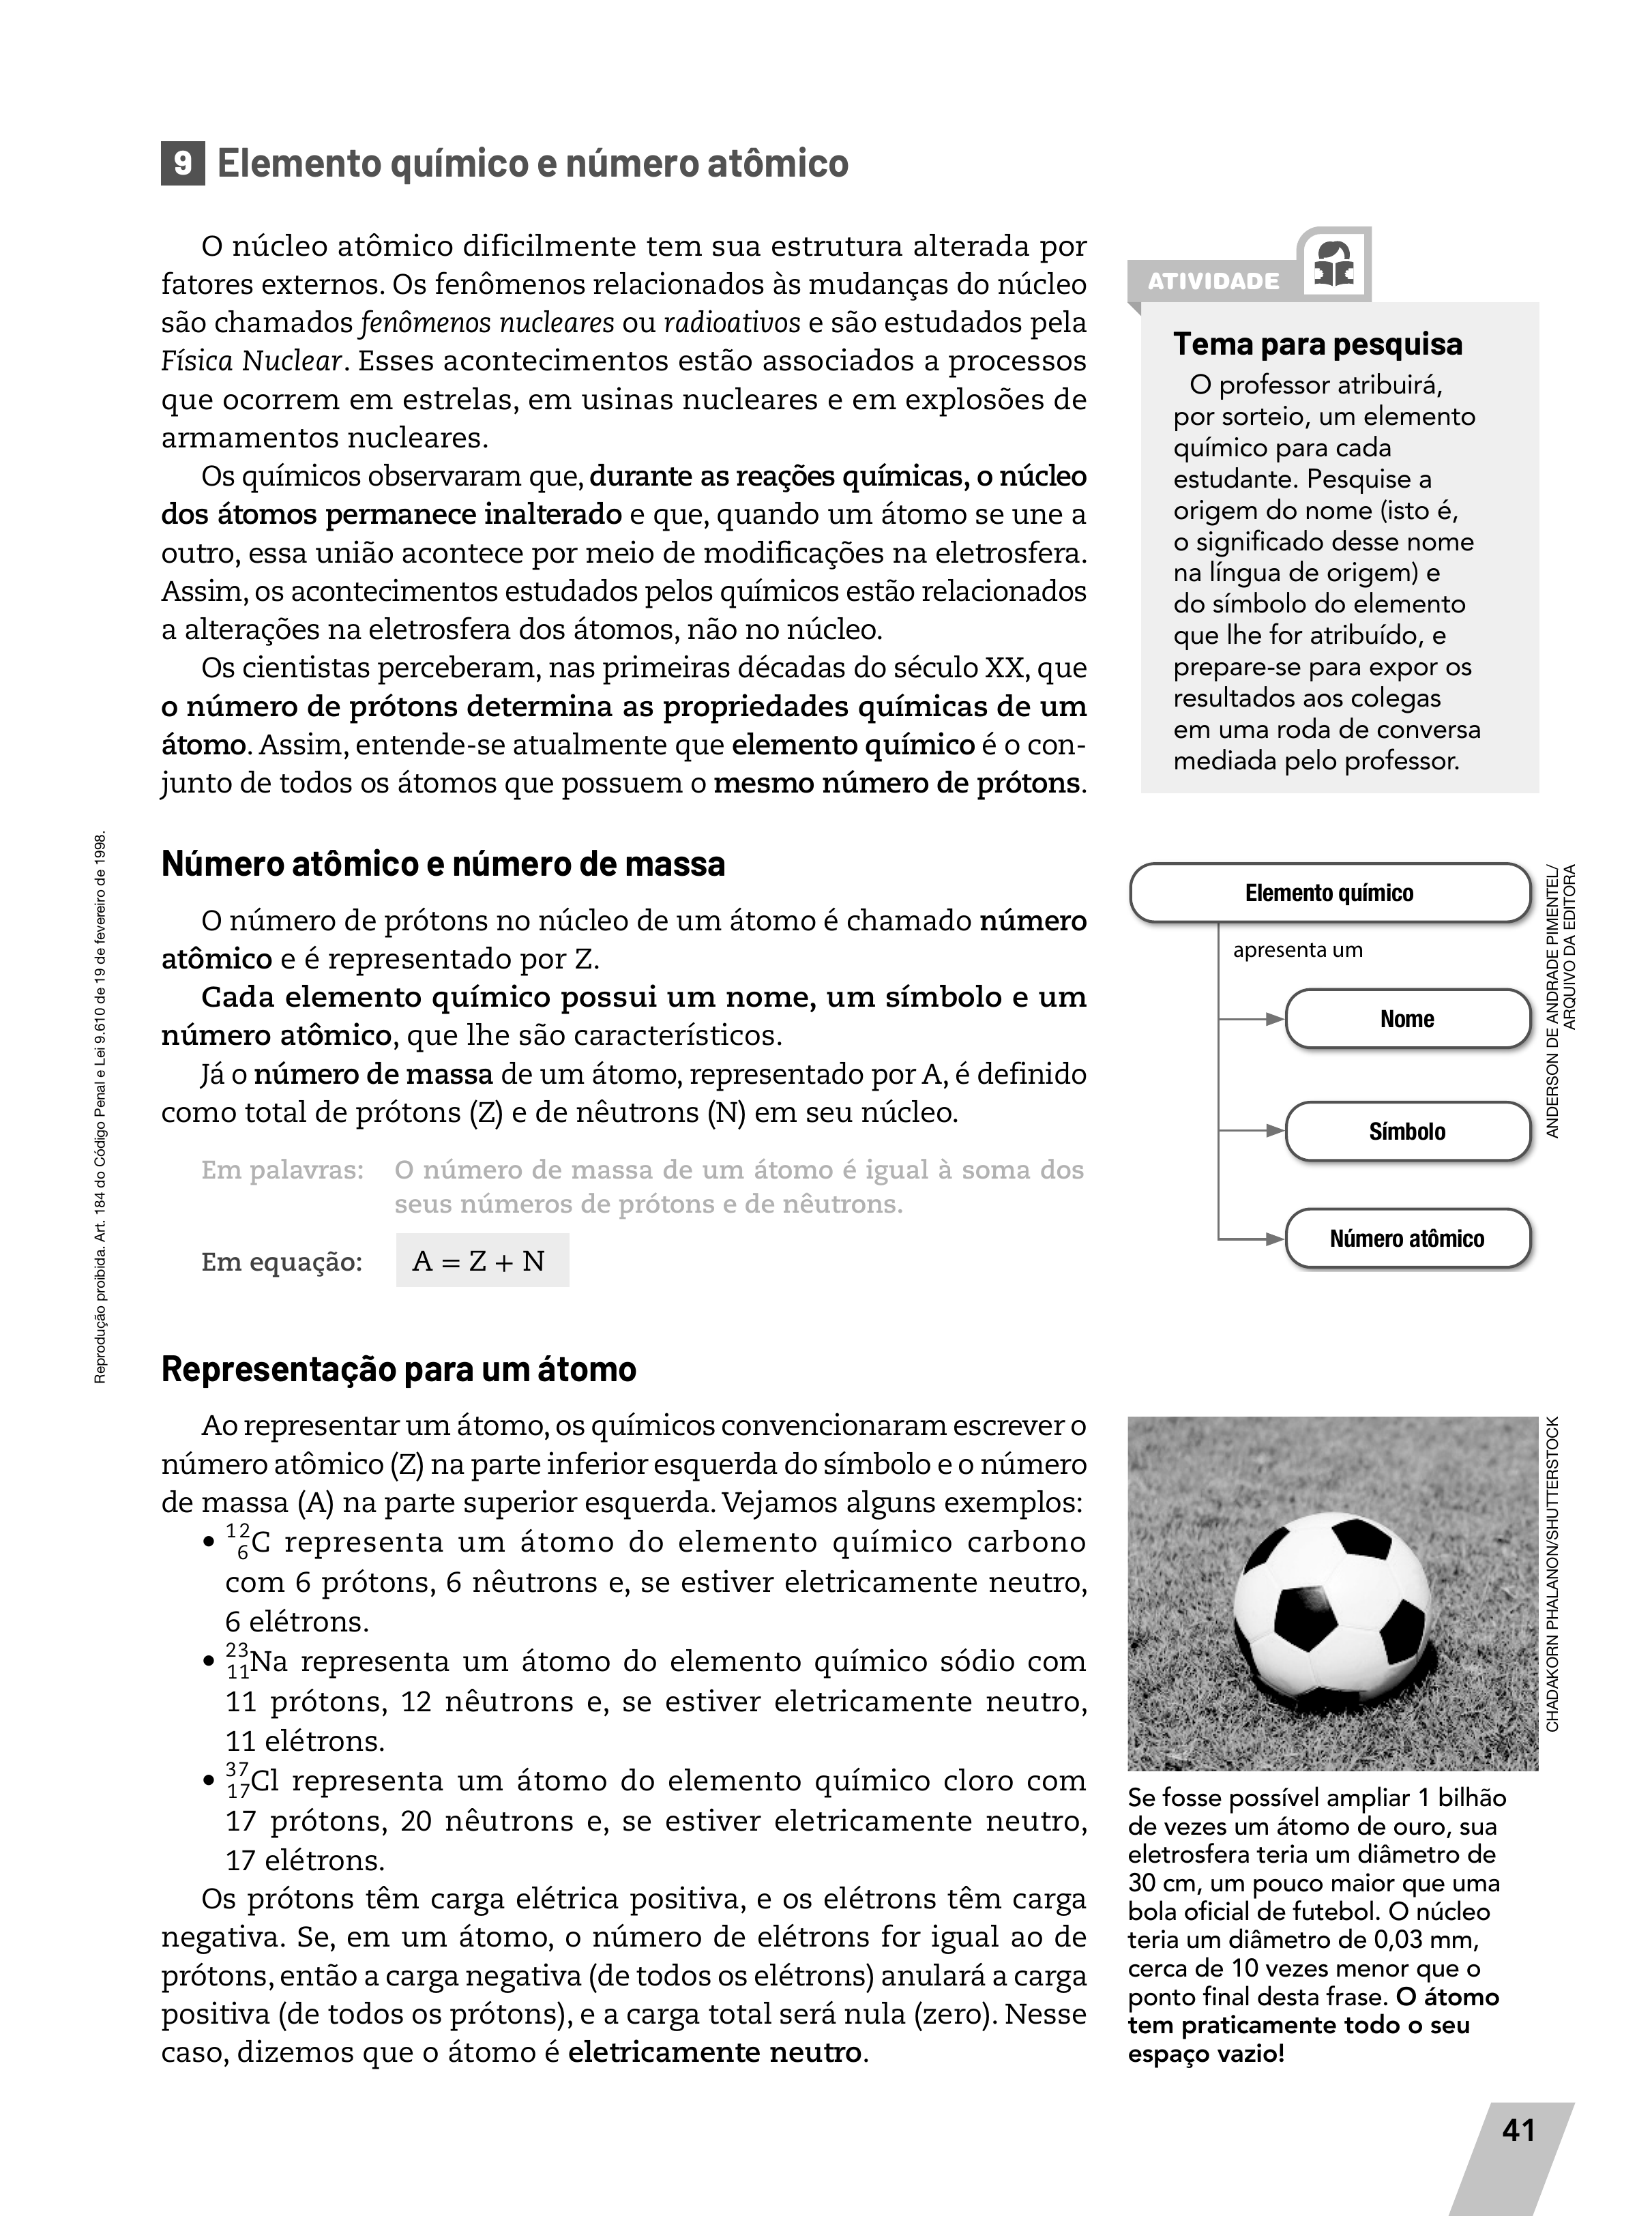 9 Elemento químico e número atômico
O núcleo atômico dificilmente tem sua estrutura alterada por
fatores externos. Os fenômenos relacionados às mudanças do núcleo
são chamados fenômenos nucleares ou radioativos e são estudados pela
Física Nuclear. Esses acontecimentos estão associados a processos
que ocorrem em estrelas, em usinas nucleares e em explosões de
armamentos nucleares.
Os químicos observaram que, durante as reações químicas, o núcleo
dos átomos permanece inalterado e que, quando um átomo se une a
outro, essa união acontece por meio de modificações na eletrosfera.
Assim, os acontecimentos estudados pelos químicos estão relacionados
a alterações na eletrosfera dos átomos, não no núcleo.
Os cientistas perceberam, nas primeiras décadas do século XX, que
o número de prótons determina as propriedades químicas de um
átomo. Assim, entende-se atualmente que elemento químico é o con-
junto de todos os átomos que possuem o mesmo número de prótons.
ATIVIDADE
Tema para pesquisa
O professor atribuirá,
por sorteio, um elemento
químico para cada
estudante. Pesquise a
origem do nome (isto é,
o significado desse nome
na língua de origem) e
do símbolo do elemento
que lhe for atribuído, e
prepare-se para expor os
resultados aos colegas
em uma roda de conversa
mediada pelo professor.
Número atômico e número de massa
O número de prótons no núcleo de um átomo é chamado número
atômico e é representado por Z.
Cada elemento químico possui um nome, um símbolo e um
número atômico, que lhe são característicos.
Já o número de massa de um átomo, representado por A, é definido
como total de prótons (Z) e de nêutrons (N) em seu núcleo.
Em palavras: O número de massa de um átomo é igual à soma dos
seus números de prótons e de nêutrons.
Em equação: A = Z + N
Elemento químico
apresenta um
Nome
Símbolo
Número atômico
ANDERSON DE ANDRADE PIMENTEL/
ARQUIVO DA EDITORA
Representação para um átomo
Ao representar um átomo, os químicos convencionaram escrever o
número atômico (Z) na parte inferior esquerda do símbolo e o número
de massa (A) na parte superior esquerda. Vejamos alguns exemplos:
• ¹²₆C representa um átomo do elemento químico carbono
com 6 prótons, 6 nêutrons e, se estiver eletricamente neutro,
6 elétrons.
• ²³₁₁Na representa um átomo do elemento químico sódio com
11 prótons, 12 nêutrons e, se estiver eletricamente neutro,
11 elétrons.
• ³⁷₁₇Cl representa um átomo do elemento químico cloro com
17 prótons, 20 nêutrons e, se estiver eletricamente neutro,
17 elétrons.
Os prótons têm carga elétrica positiva, e os elétrons têm carga
negativa. Se, em um átomo, o número de elétrons for igual ao de
prótons, então a carga negativa (de todos os elétrons) anulará a carga
positiva (de todos os prótons), e a carga total será nula (zero). Nesse
caso, dizemos que o átomo é eletricamente neutro.
CHADAKORN PHALANON/SHUTTERSTOCK
Se fosse possível ampliar 1 bilhão
de vezes um átomo de ouro, sua
eletrosfera teria um diâmetro de
30 cm, um pouco maior que uma
bola oficial de futebol. O núcleo
teria um diâmetro de 0,03 mm,
cerca de 10 vezes menor que o
ponto final desta frase. O átomo
tem praticamente todo o seu
espaço vazio!
Reprodução proibida. Art. 184 do Código Penal e Lei 9.610 de 19 de fevereiro de 1998.
41